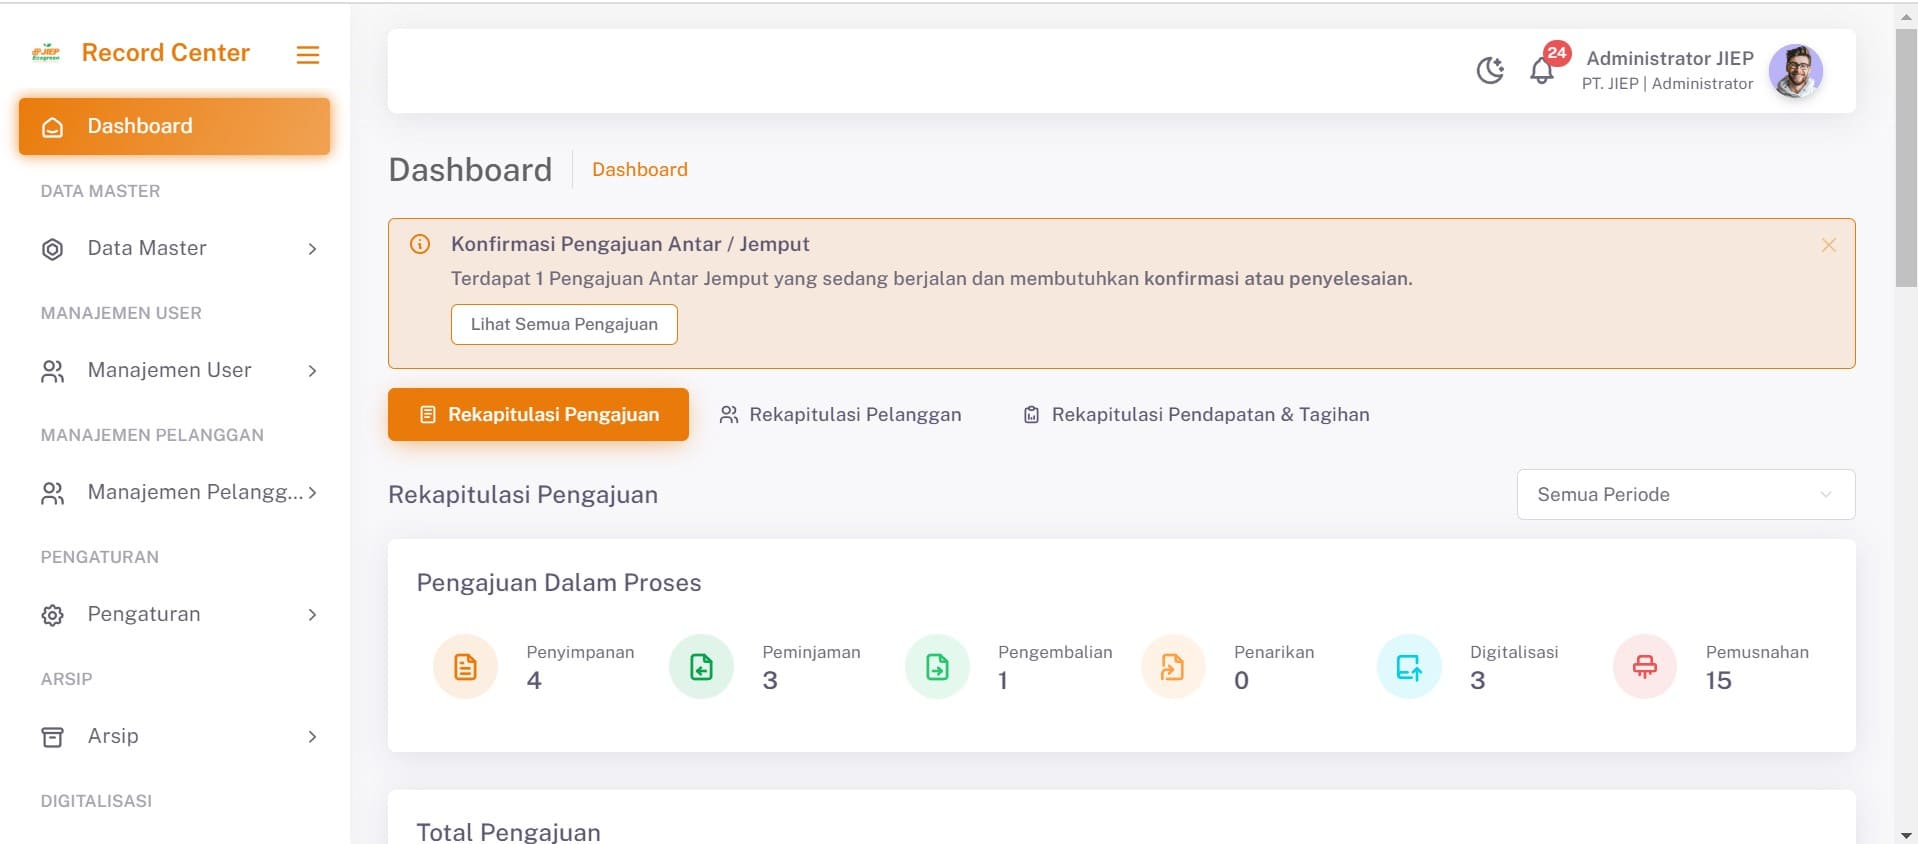 JIEP
Ecogreen
Record Center
Dashboard
DATA MASTER
Data Master
MANAJEMEN USER
Manajemen User
MANAJEMEN PELANGGAN
Manajemen Pelangg...
PENGATURAN
Pengaturan
ARSIP
Arsip
DIGITALISASI
24
Administrator JIEP
PT. JIEP | Administrator
Dashboard
Dashboard
Konfirmasi Pengajuan Antar / Jemput
Terdapat 1 Pengajuan Antar Jemput yang sedang berjalan dan membutuhkan konfirmasi atau penyelesaian.
Lihat Semua Pengajuan
Rekapitulasi Pengajuan
Rekapitulasi Pelanggan
Rekapitulasi Pendapatan & Tagihan
Rekapitulasi Pengajuan
Semua Periode
Pengajuan Dalam Proses
Penyimpanan
4
Peminjaman
3
Pengembalian
1
Penarikan
0
Digitalisasi
3
Pemusnahan
15
Total Pengajuan